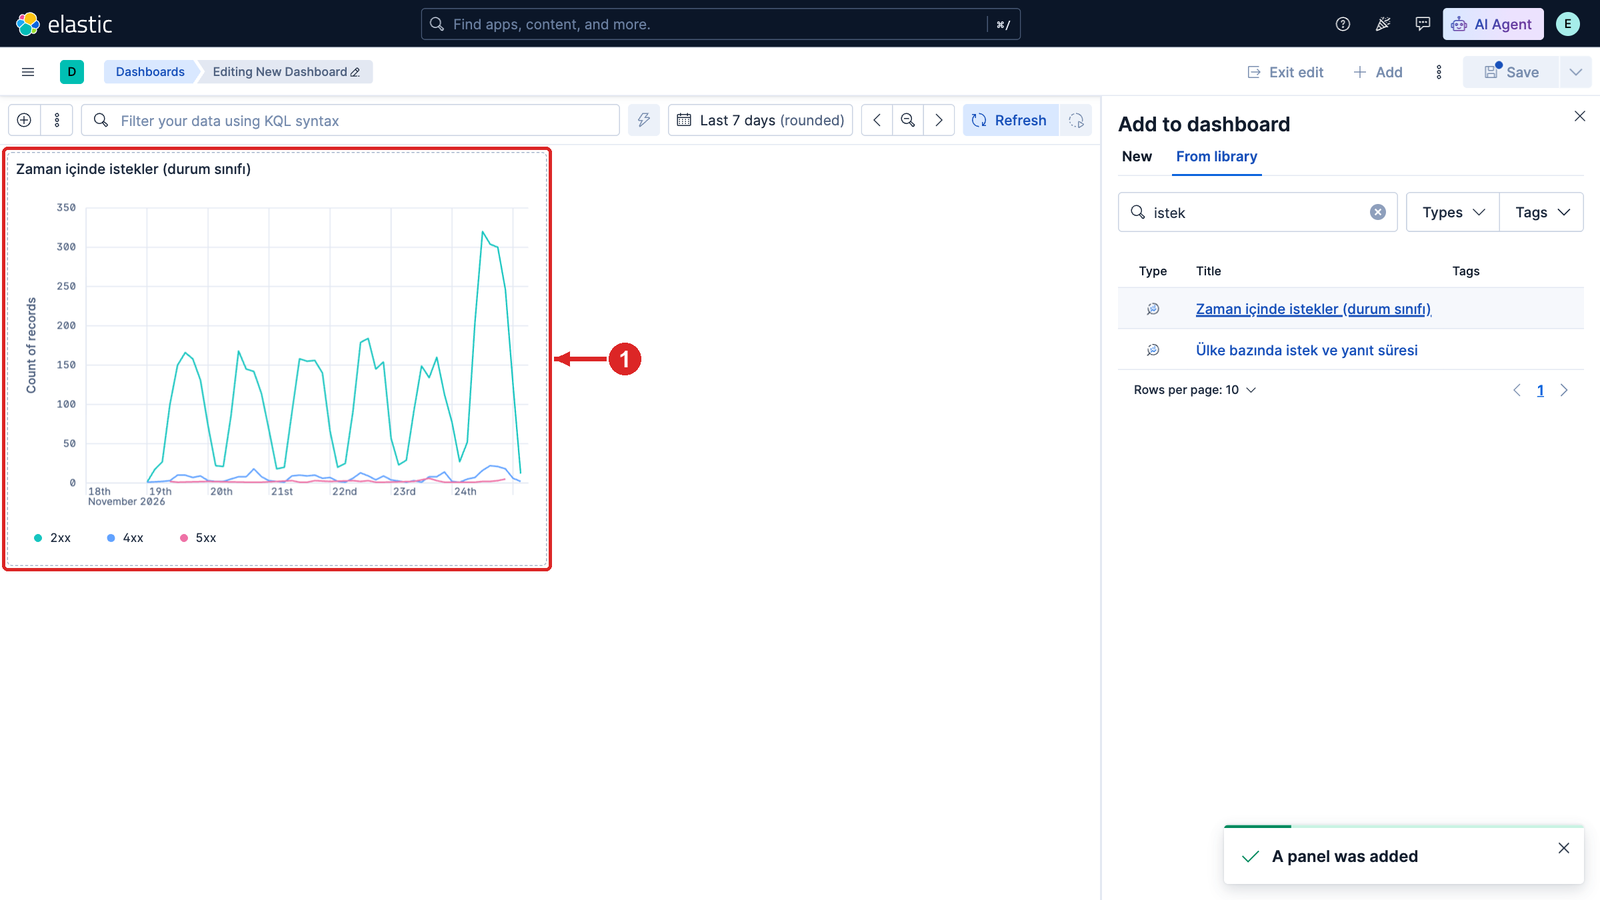 elastic
Find apps, content, and more.
⌘/
AI Agent
E
D
Dashboards
Editing New Dashboard
Exit edit
Add
Save
Filter your data using KQL syntax
Last 7 days (rounded)
Refresh
Zaman içinde istekler (durum sınıfı)
Count of records
350
300
250
200
150
100
50
0
18th
19th
20th
21st
22nd
23rd
24th
November 2026
2xx
4xx
5xx
1
Add to dashboard
New
From library
istek
Types
Tags
Type
Title
Tags
Zaman içinde istekler (durum sınıfı)
Ülke bazında istek ve yanıt süresi
Rows per page: 10
1
A panel was added